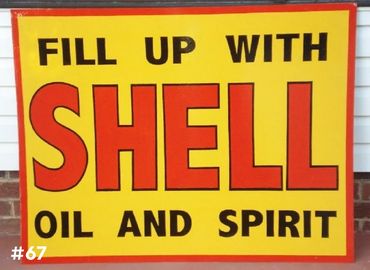 FILL UP WITH
SHELL
OIL AND SPIRIT
#67